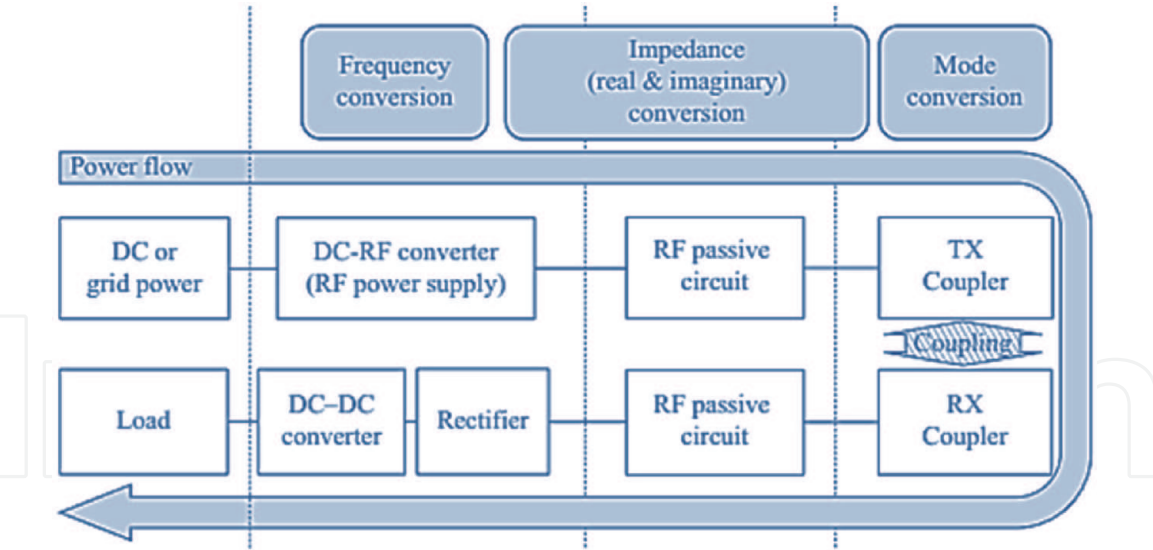 Frequency
conversion
Impedance
(real & imaginary)
conversion
Mode
conversion
Power flow
DC or
grid power
DC-RF converter
(RF power supply)
RF passive
circuit
TX
Coupler
Coupling
Load
DC–DC
converter
Rectifier
RF passive
circuit
RX
Coupler